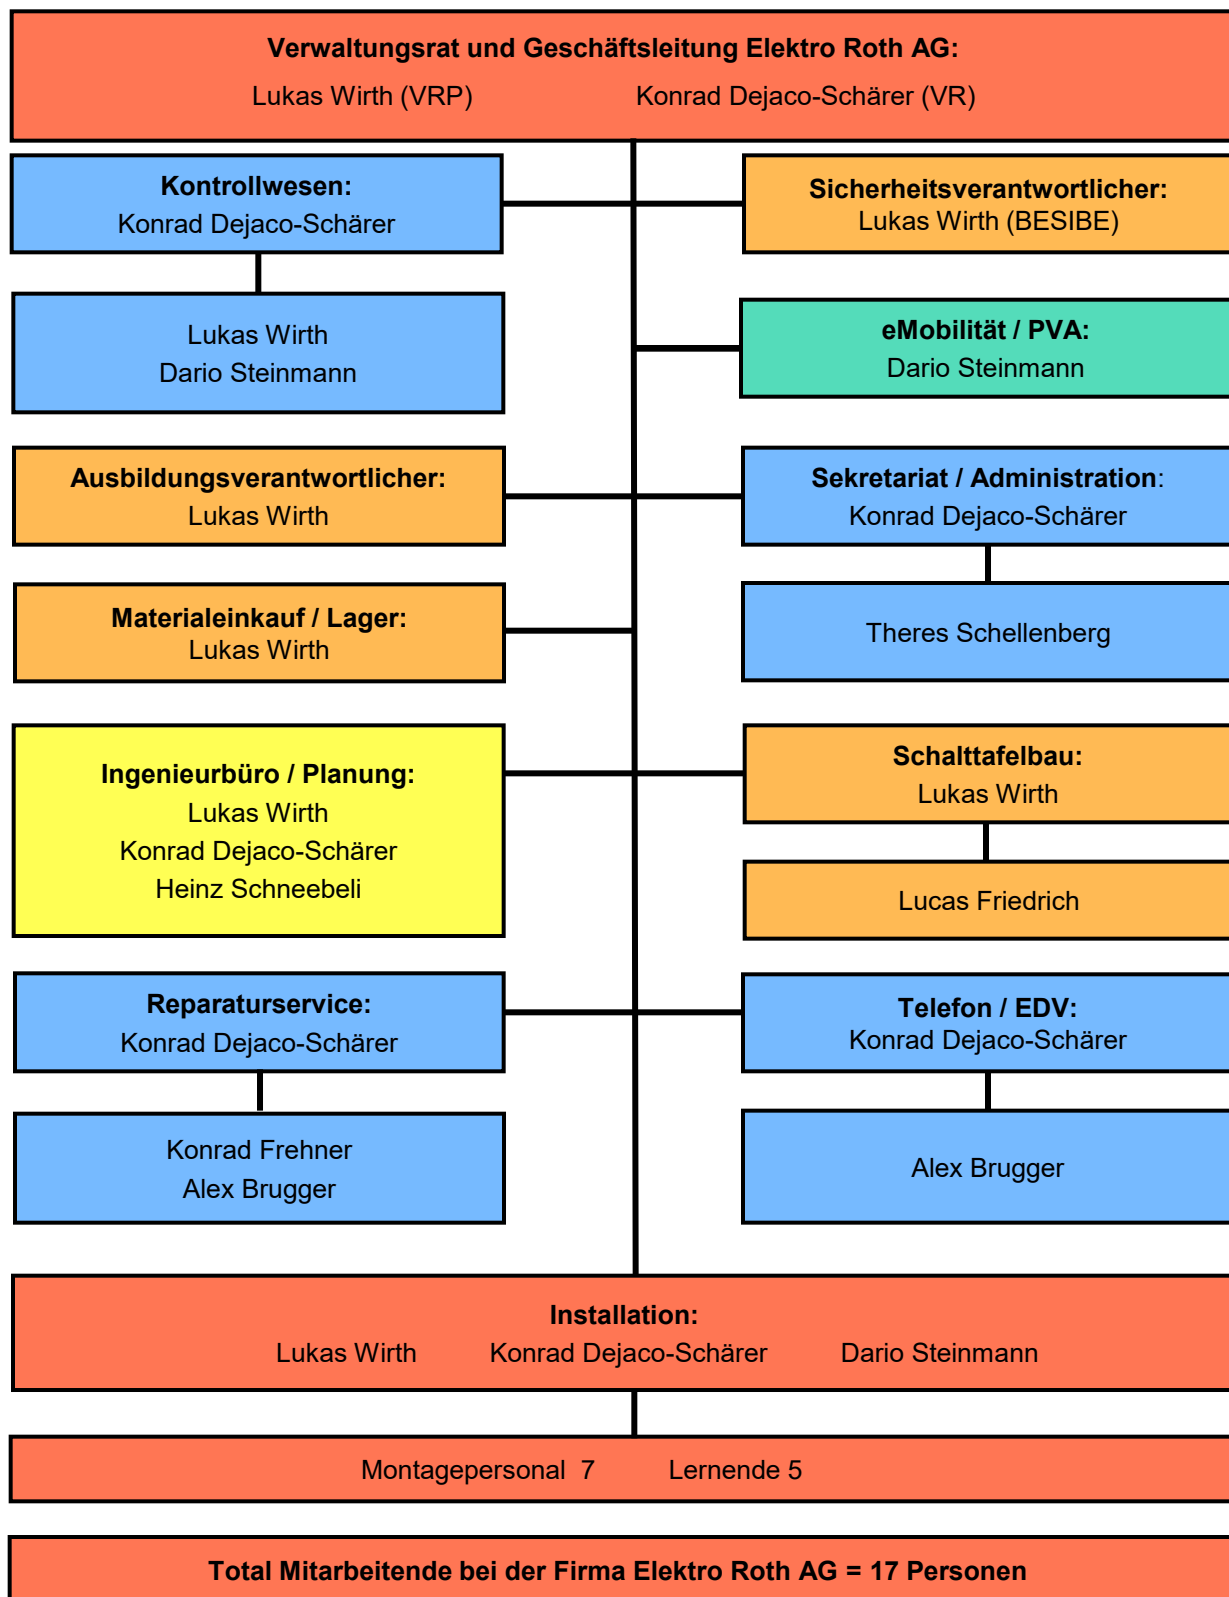 Verwaltungsrat und Geschäftsleitung Elektro Roth AG:
Lukas Wirth (VRP) Konrad Dejaco-Schärer (VR)
Kontrollwesen:
Konrad Dejaco-Schärer
Sicherheitsverantwortlicher:
Lukas Wirth (BESIBE)
Lukas Wirth
Dario Steinmann
eMobilität / PVA:
Dario Steinmann
Ausbildungsverantwortlicher:
Lukas Wirth
Sekretariat / Administration:
Konrad Dejaco-Schärer
Materialeinkauf / Lager:
Lukas Wirth
Theres Schellenberg
Ingenieurbüro / Planung:
Lukas Wirth
Konrad Dejaco-Schärer
Heinz Schneebeli
Schalttafelbau:
Lukas Wirth
Lucas Friedrich
Reparaturservice:
Konrad Dejaco-Schärer
Telefon / EDV:
Konrad Dejaco-Schärer
Konrad Frehner
Alex Brugger
Alex Brugger
Installation:
Lukas Wirth Konrad Dejaco-Schärer Dario Steinmann
Montagepersonal 7 Lernende 5
Total Mitarbeitende bei der Firma Elektro Roth AG = 17 Personen